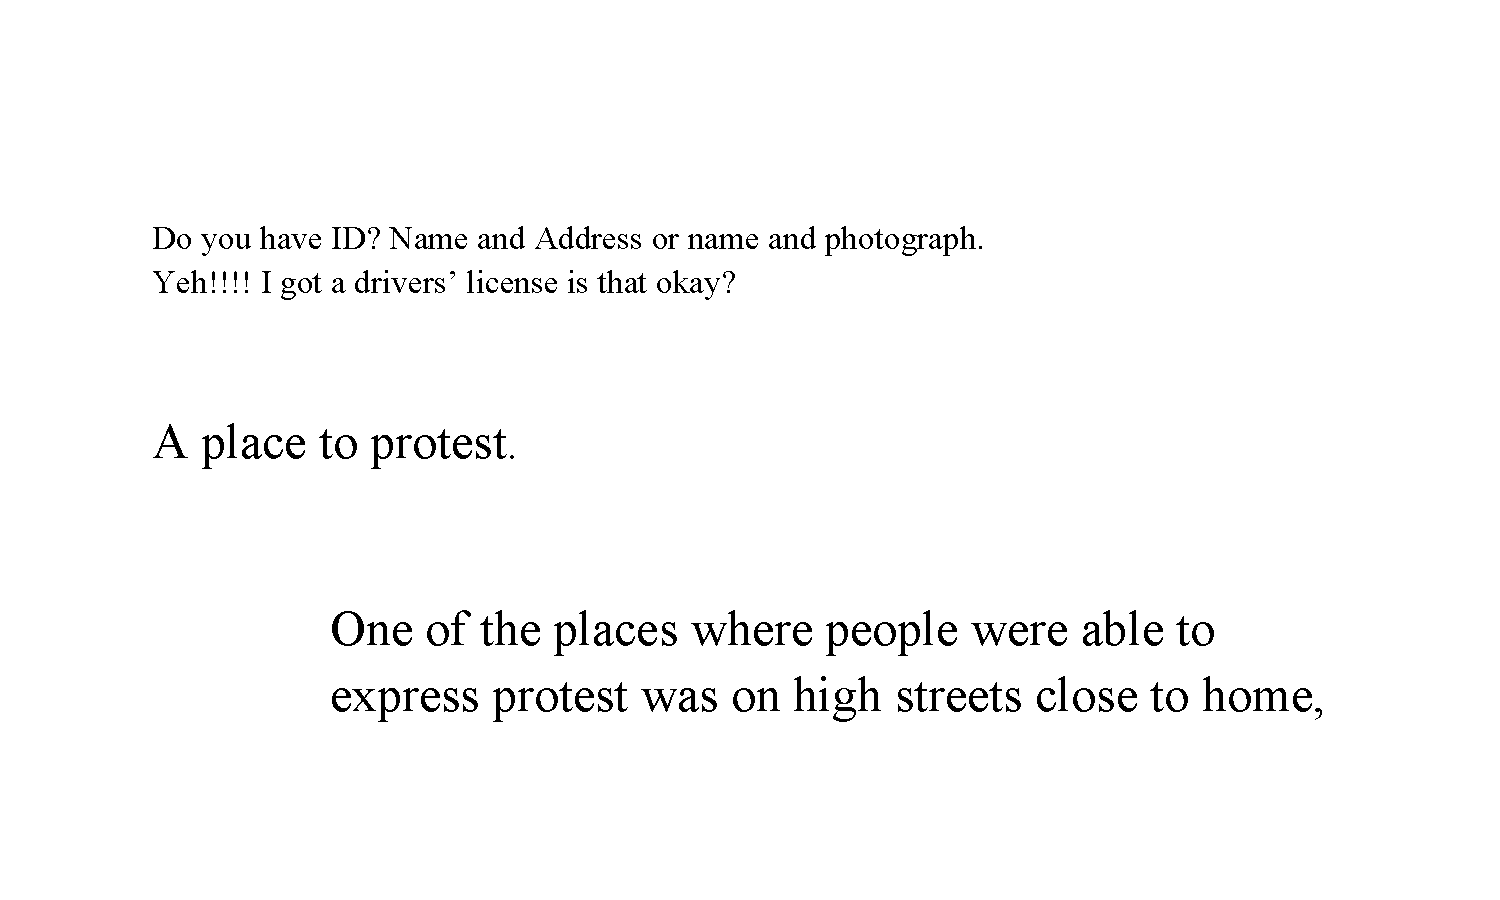 Do you have ID? Name and Address or name and photograph.
Yeh!!!! I got a drivers’ license is that okay?
A place to protest.
One of the places where people were able to
express protest was on high streets close to home,